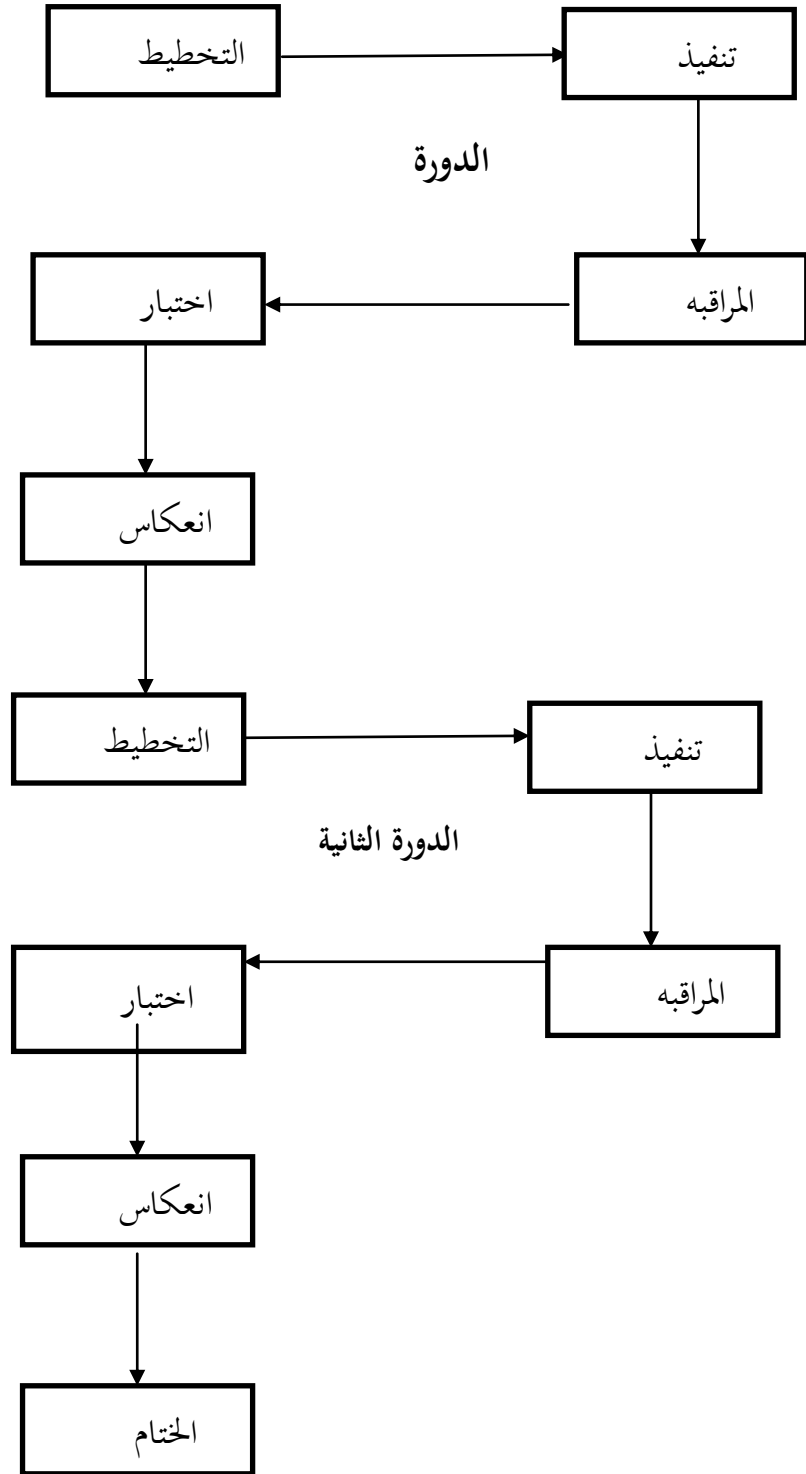 التخطيط
تنفيذ
الدورة
المراقبه
اختبار
انعكاس
التخطيط
تنفيذ
الدورة الثانية
المراقبه
اختبار
انعكاس
الختام